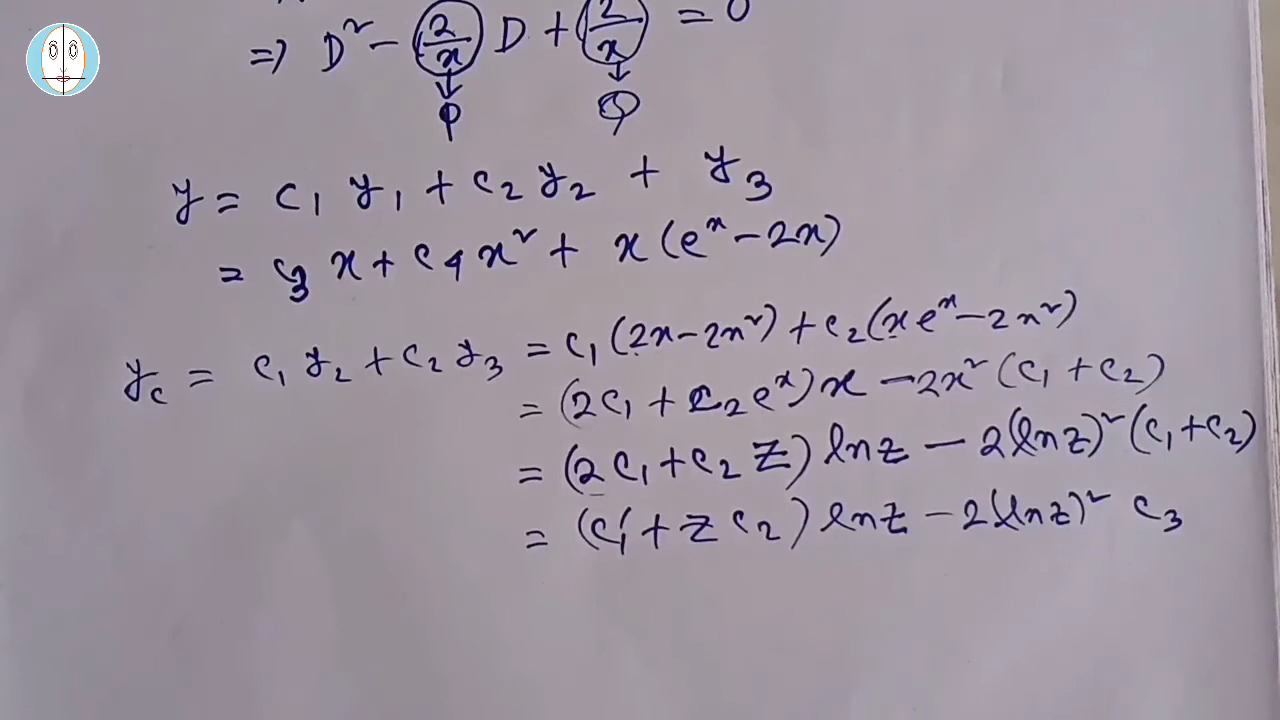 => D² - (2/x) D + (2/x) = 0
P Q
y = c₁ y₁ + c₂ y₂ + y₃
= c₃ x + c₄ x² + x (eˣ - 2x)
y_c = c₁ y₂ + c₂ y₃ = c₁ (2x - 2x²) + c₂ (x eˣ - 2x²)
= (2c₁ + c₂ eˣ) x - 2x² (c₁ + c₂)
= (2c₁ + c₂ z) ln z - 2(ln z)² (c₁ + c₂)
= (c₁' + z c₂) ln z - 2(ln z)² c₃